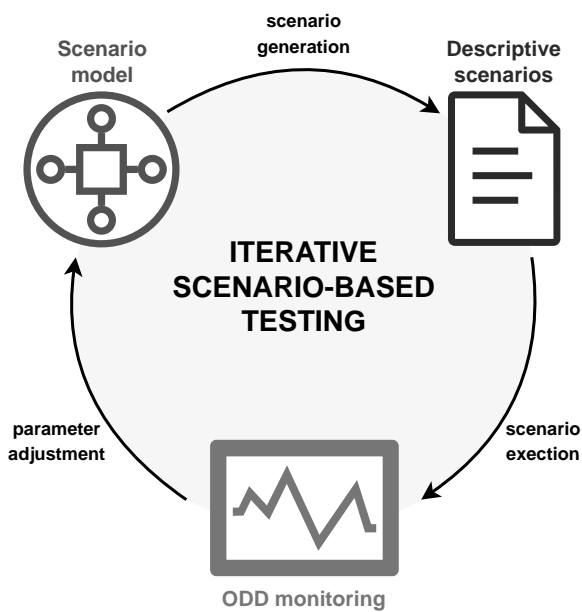 scenario
generation
Scenario
model
Descriptive
scenarios
ITERATIVE
SCENARIO-BASED
TESTING
parameter
adjustment
scenario
exection
ODD monitoring